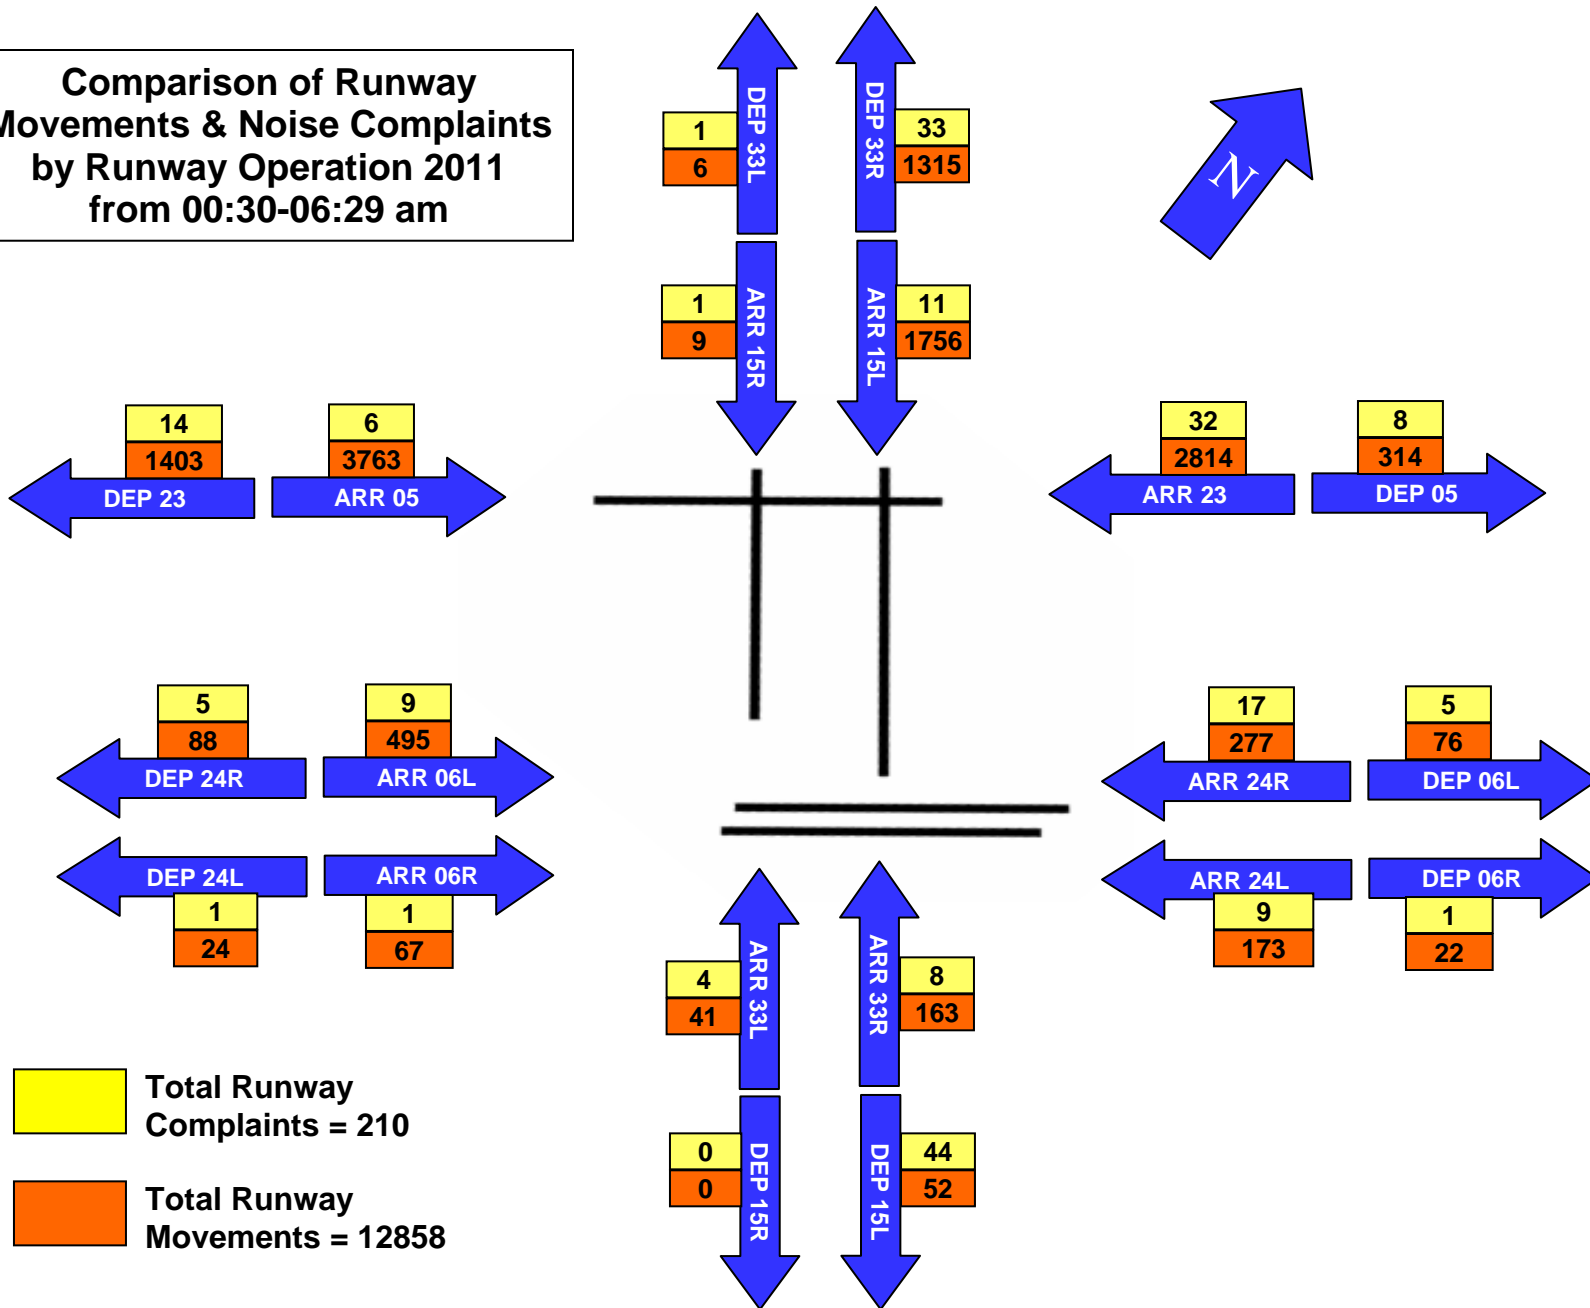 Comparison of Runway
Movements & Noise Complaints
by Runway Operation 2011
from 00:30-06:29 am
DEP 33L
1
6
DEP 33R
33
1315
N
ARR 15R
1
9
ARR 15L
11
1756
14
1403
DEP 23
6
3763
ARR 05
32
2814
ARR 23
8
314
DEP 05
5
88
DEP 24R
9
495
ARR 06L
17
277
ARR 24R
5
76
DEP 06L
DEP 24L
1
24
ARR 06R
1
67
ARR 24L
9
173
DEP 06R
1
22
ARR 33L
4
41
ARR 33R
8
163
DEP 15R
0
0
DEP 15L
44
52
Total Runway
Complaints = 210
Total Runway
Movements = 12858